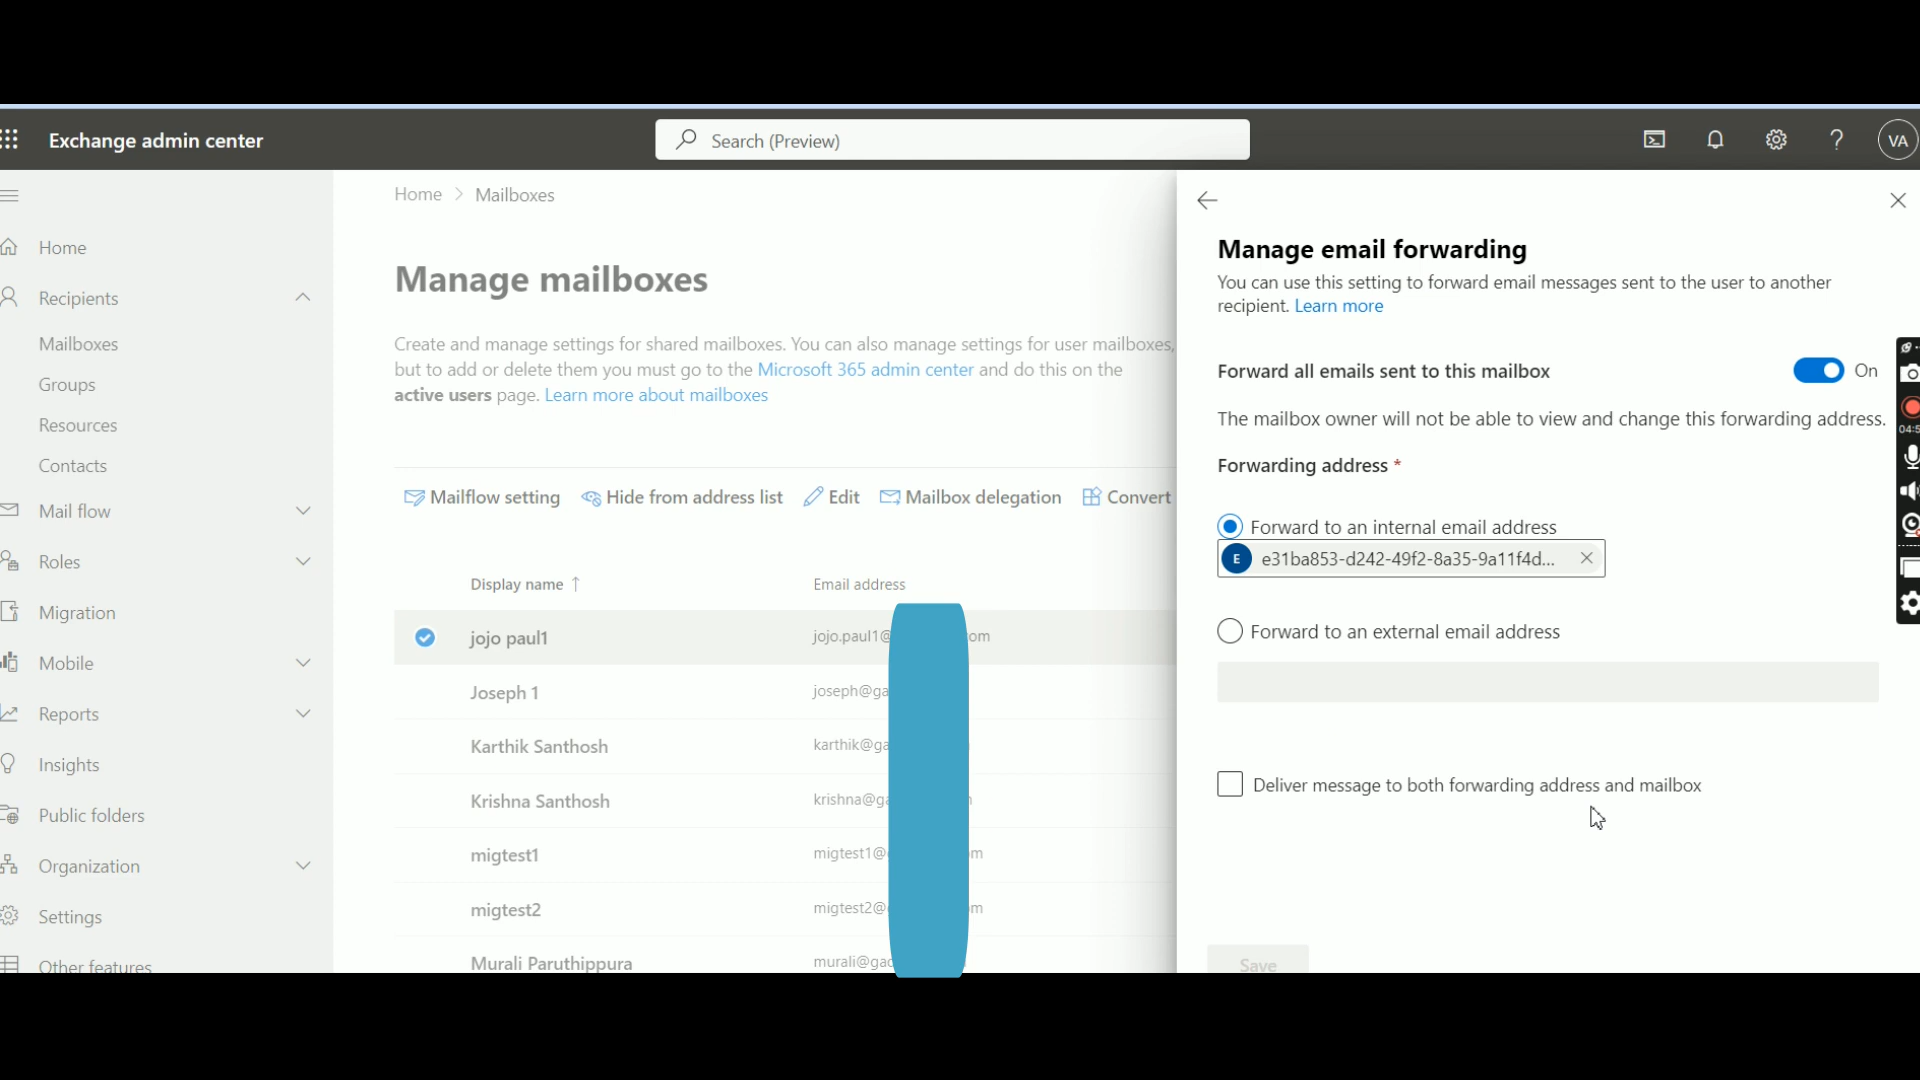 Exchange admin center
Search (Preview)
VA
Home
Recipients
Mailboxes
Groups
Resources
Contacts
Mail flow
Roles
Migration
Mobile
Reports
Insights
Public folders
Organization
Settings
Other features
Home > Mailboxes
Manage mailboxes
Create and manage settings for shared mailboxes. You can also manage settings for user mailboxes,
but to add or delete them you must go to the Microsoft 365 admin center and do this on the
active users page. Learn more about mailboxes
Mailflow setting Hide from address list Edit Mailbox delegation Convert
Display name ↑ Email address
jojo paul1 jojo.paul1@ om
Joseph 1 joseph@ga
Karthik Santhosh karthik@ga
Krishna Santhosh krishna@ga
migtest1 migtest1@ m
migtest2 migtest2@ m
Murali Paruthippura murali@gad
Manage email forwarding
You can use this setting to forward email messages sent to the user to another
recipient. Learn more
Forward all emails sent to this mailbox On
The mailbox owner will not be able to view and change this forwarding address.
Forwarding address *
Forward to an internal email address
E e31ba853-d242-49f2-8a35-9a11f4d...
Forward to an external email address
Deliver message to both forwarding address and mailbox
Save
04:5